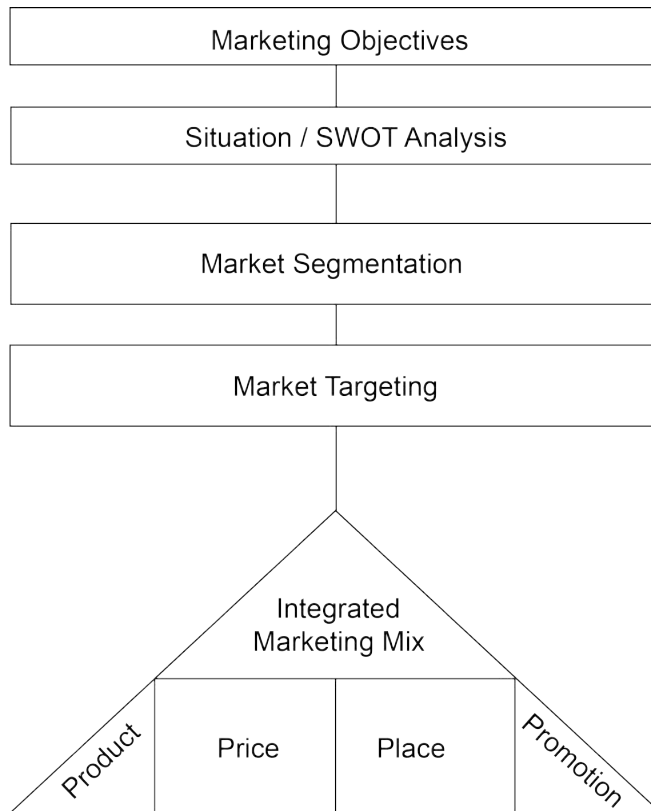 Marketing Objectives
Situation / SWOT Analysis
Market Segmentation
Market Targeting
Integrated
Marketing Mix
Product
Price
Place
Promotion